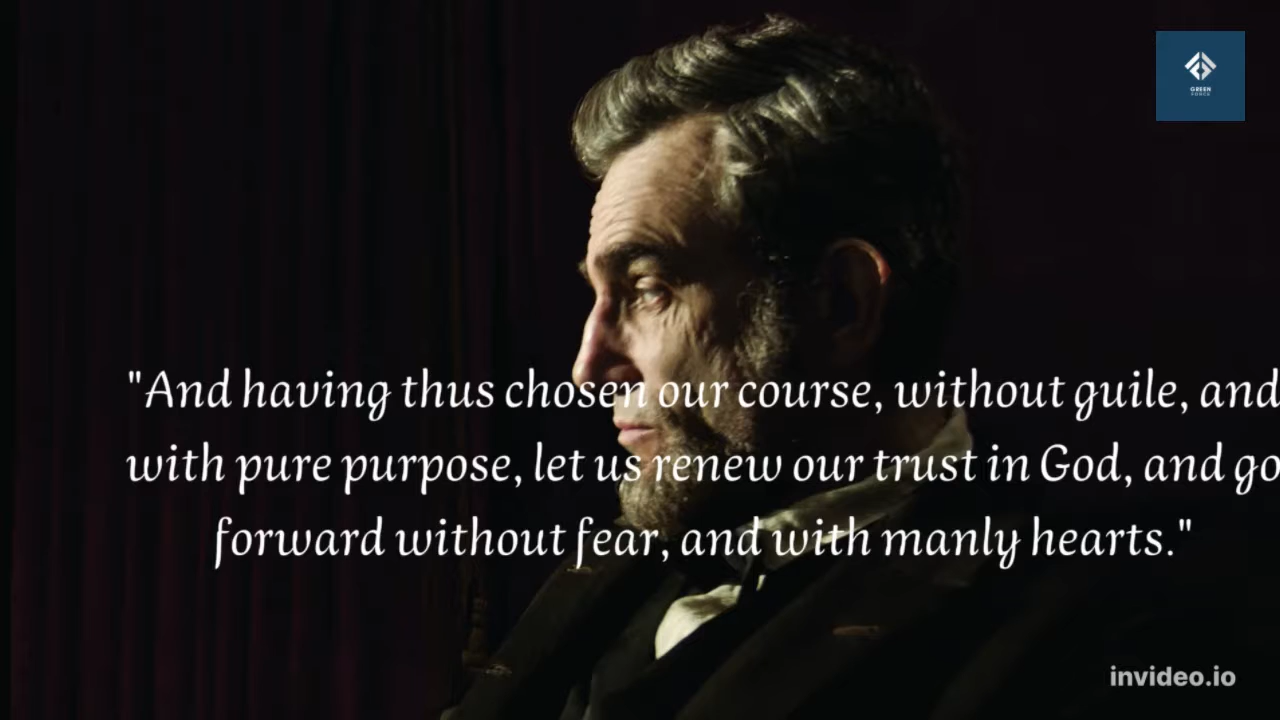 GREEN
FORCE
"And having thus chosen our course, without guile, and
with pure purpose, let us renew our trust in God, and go
forward without fear, and with manly hearts."
invideo.io